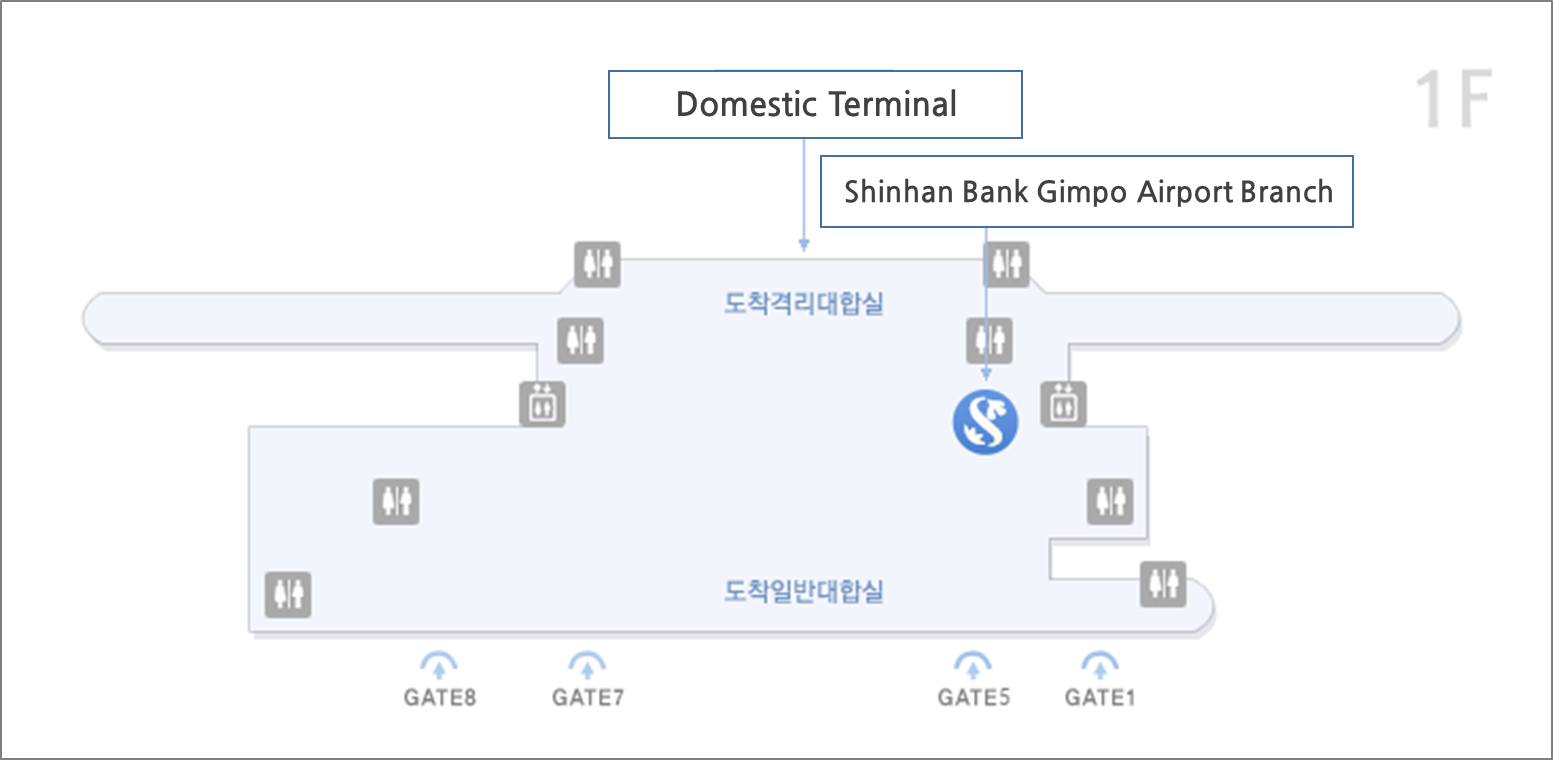 1F
Domestic Terminal
Shinhan Bank Gimpo Airport Branch
도착격리대합실
도착일반대합실
GATE8
GATE7
GATE5
GATE1